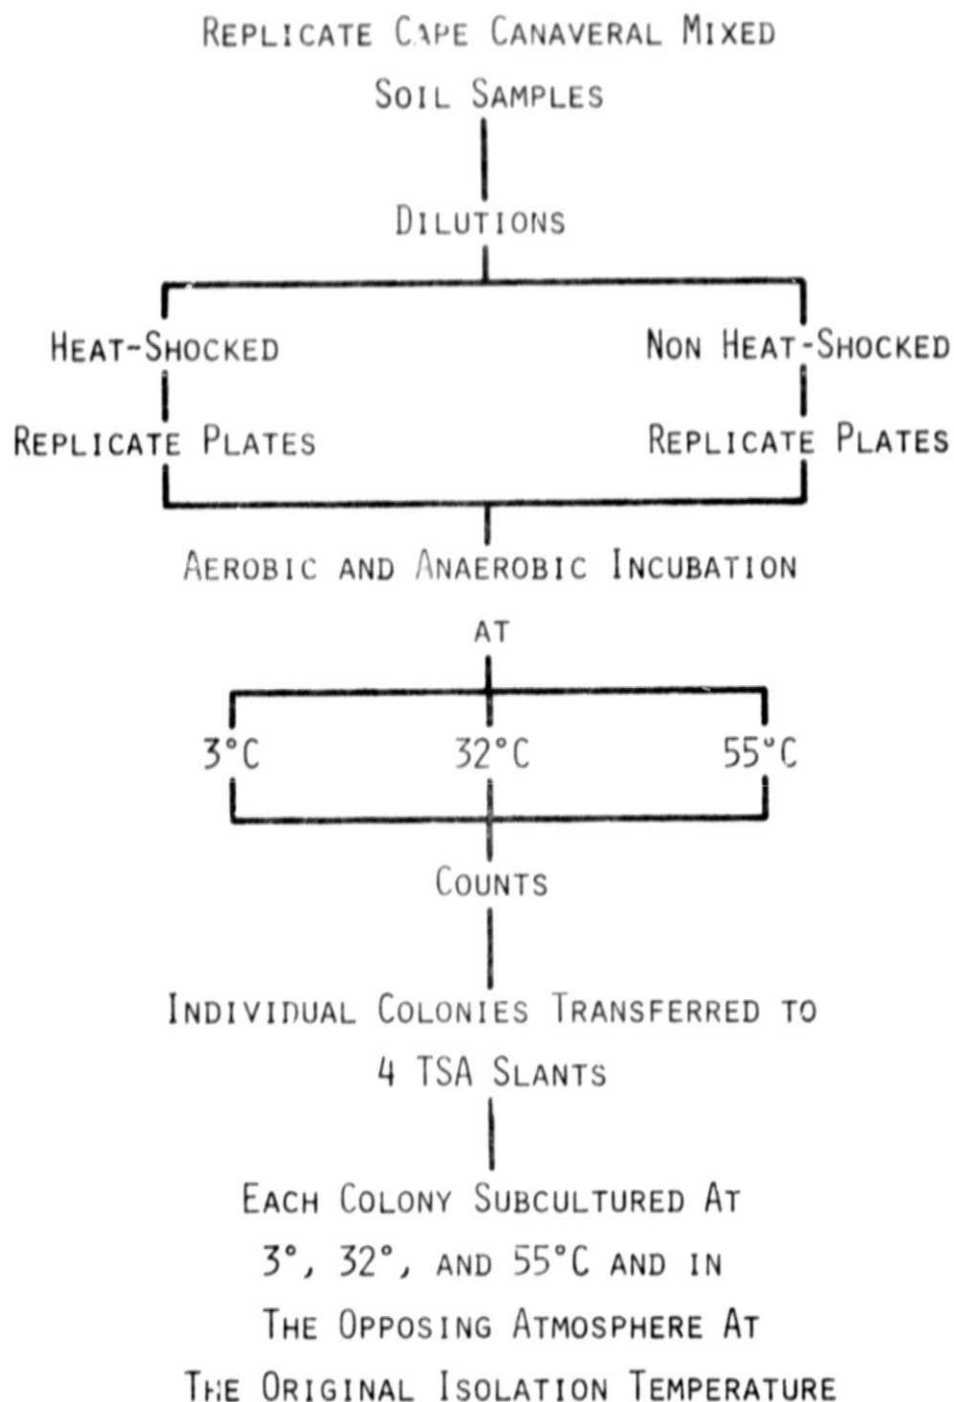 REPLICATE CAPE CANAVERAL MIXED
SOIL SAMPLES
DILUTIONS
HEAT-SHOCKED
NON HEAT-SHOCKED
REPLICATE PLATES
REPLICATE PLATES
AEROBIC AND ANAEROBIC INCUBATION
AT
3°C
32°C
55°C
COUNTS
INDIVIDUAL COLONIES TRANSFERRED TO
4 TSA SLANTS
EACH COLONY SUBCULTURED AT
3°, 32°, AND 55°C AND IN
THE OPPOSING ATMOSPHERE AT
THE ORIGINAL ISOLATION TEMPERATURE